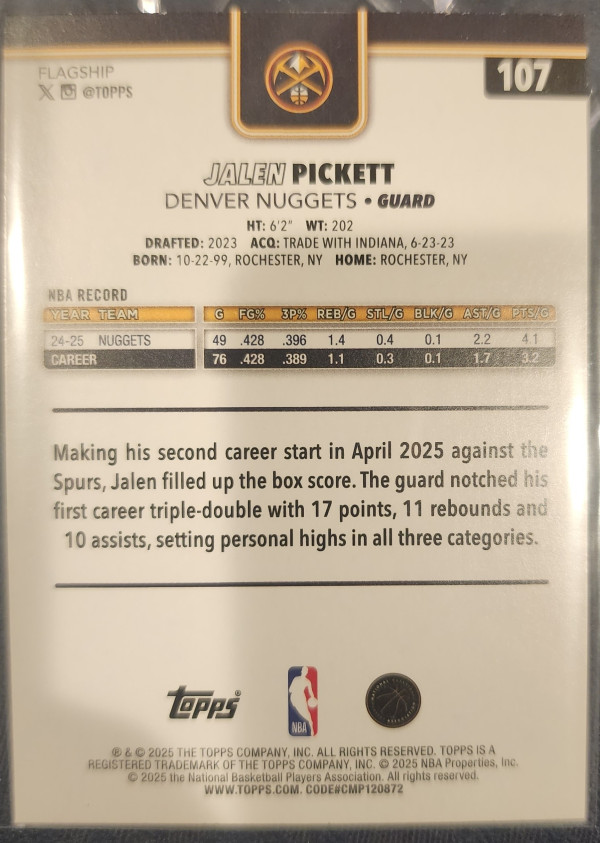 FLAGSHIP
@TOPPS
107
JALEN PICKETT
DENVER NUGGETS • GUARD
HT: 6'2" WT: 202
DRAFTED: 2023 ACQ: TRADE WITH INDIANA, 6-23-23
BORN: 10-22-99, ROCHESTER, NY HOME: ROCHESTER, NY
NBA RECORD
YEAR TEAM G FG% 3P% REB/G STL/G BLK/G AST/G PTS/G
24-25 NUGGETS 49 .428 .396 1.4 0.4 0.1 2.2 4.1
CAREER 76 .428 .389 1.1 0.3 0.1 1.7 3.2
Making his second career start in April 2025 against the
Spurs, Jalen filled up the box score. The guard notched his
first career triple-double with 17 points, 11 rebounds and
10 assists, setting personal highs in all three categories.
Topps®
NBA
® & © 2025 THE TOPPS COMPANY, INC. ALL RIGHTS RESERVED. TOPPS IS A
REGISTERED TRADEMARK OF THE TOPPS COMPANY, INC. © 2025 NBA Properties, Inc.
© 2025 the National Basketball Players Association. All rights reserved.
WWW.TOPPS.COM. CODE#CMP120872